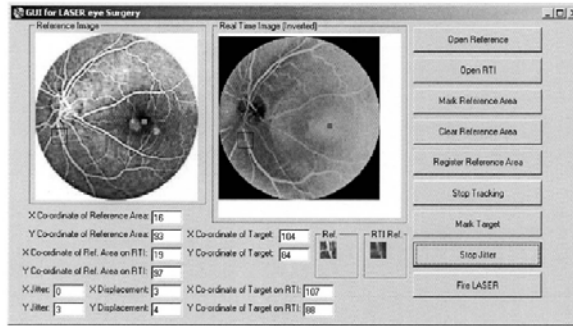 GUI for LASER eye Surgery
Reference Image
Real Time Image (Inverted)
Open Reference
Open RTI
Mark Reference Area
Clear Reference Area
Register Reference Area
Stop Tracking
Mark Target
Stop Jitter
Fire LASER
X Co-ordinate of Reference Area: 16
Y Co-ordinate of Reference Area: 93
X Co-ordinate of Ref. Area on RTI: 19
Y Co-ordinate of Ref. Area on RTI: 97
X Co-ordinate of Target: 104
Y Co-ordinate of Target: 84
Ref.
RTI Ref.
X Jitter: 0 X Displacement: 3 X Co-ordinate of Target on RTI: 107
Y Jitter: 3 Y Displacement: 4 Y Co-ordinate of Target on RTI: 88